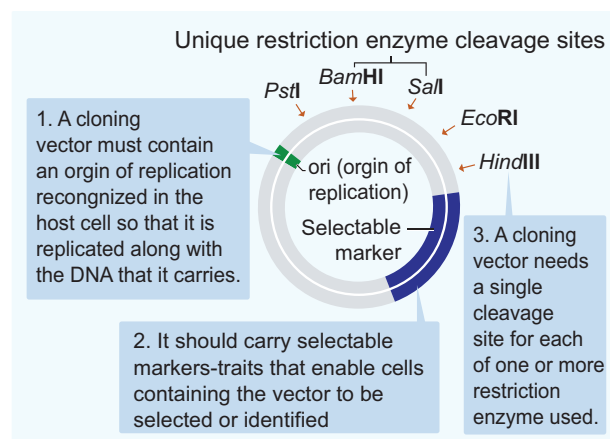 Unique restriction enzyme cleavage sites
PstI
BamHI
SalI
EcoRI
HindIII
1. A cloning
vector must contain
an orgin of replication
recongnized in the
host cell so that it is
replicated along with
the DNA that it carries.
ori (orgin of
replication)
Selectable
marker
3. A cloning
vector needs
a single
cleavage
site for each
of one or more
restriction
enzyme used.
2. It should carry selectable
markers-traits that enable cells
containing the vector to be
selected or identified